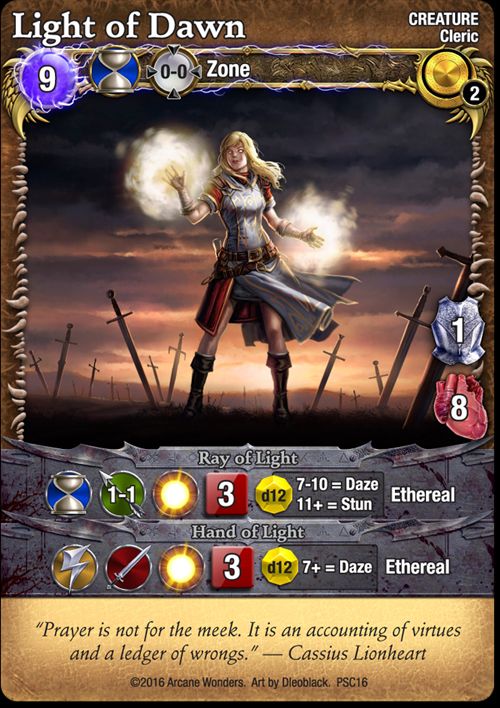 Light of Dawn
CREATURE
Cleric
9
0-0
Zone
2
1
8
Ray of Light
1-1
3
d12
7-10 = Daze
11+ = Stun
Ethereal
Hand of Light
3
d12
7+ = Daze
Ethereal
“Prayer is not for the meek. It is an accounting of virtues
and a ledger of wrongs.” — Cassius Lionheart
©2016 Arcane Wonders. Art by Dleoblack. PSC16